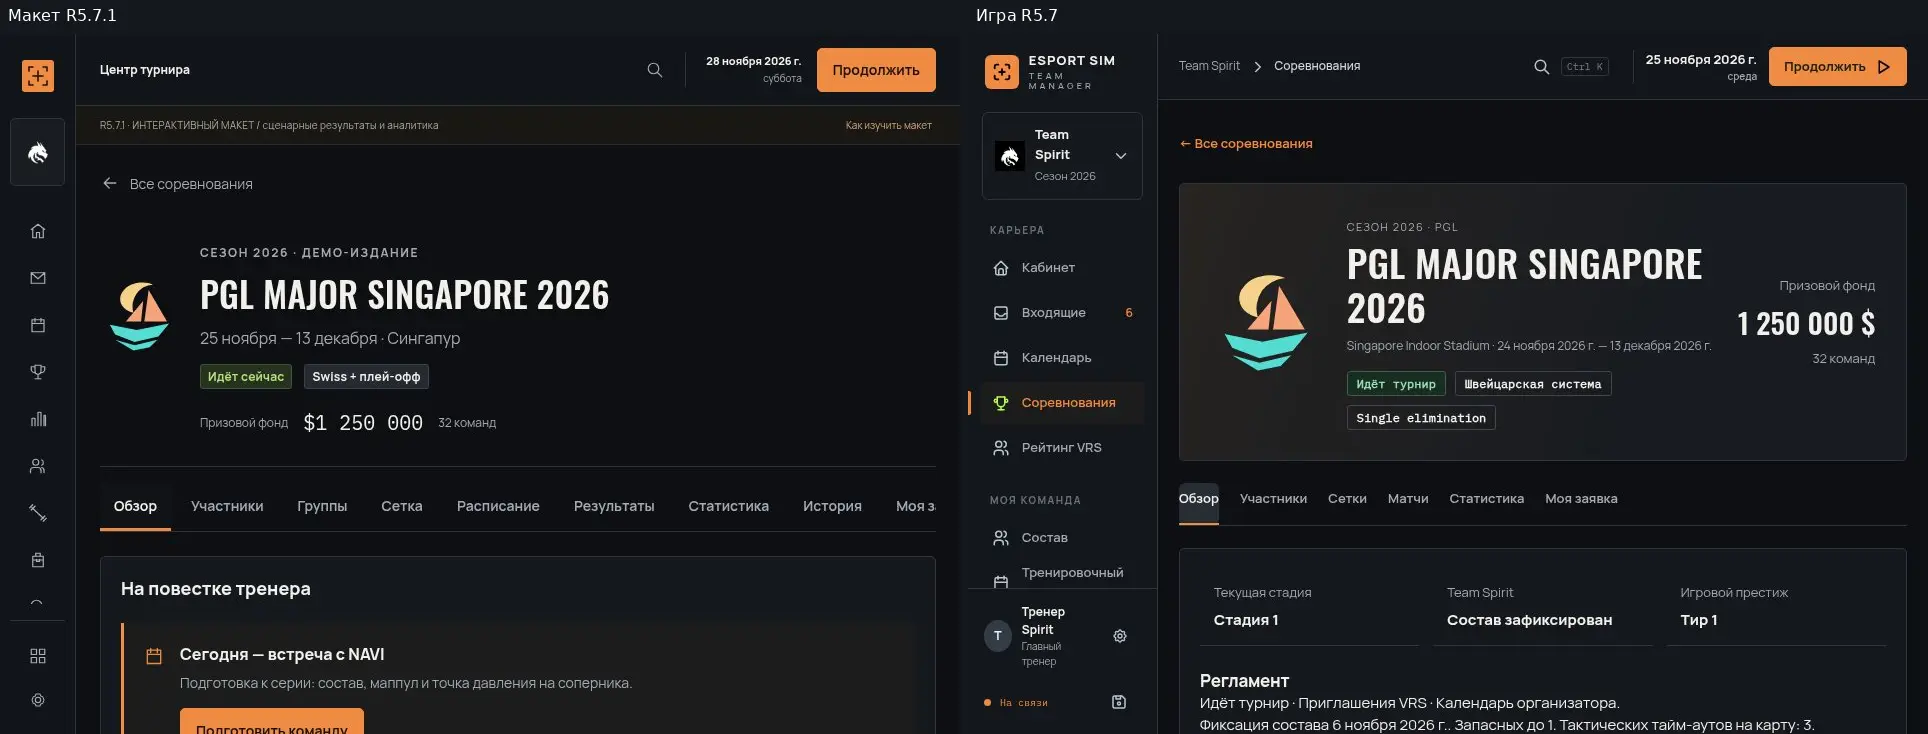 Макет R5.7.1
Центр турнира
28 ноября 2026 г.
суббота
Продолжить
R5.7.1 · ИНТЕРАКТИВНЫЙ МАКЕТ / сценарные результаты и аналитика
Как изучить макет
← Все соревнования
СЕЗОН 2026 · ДЕМО-ИЗДАНИЕ
PGL MAJOR SINGAPORE 2026
25 ноября — 13 декабря · Сингапур
Идёт сейчас
Swiss + плей-офф
Призовой фонд $1 250 000 32 команд
Обзор Участники Группы Сетка Расписание Результаты Статистика История Моя з
На повестке тренера
Сегодня — встреча с NAVI
Подготовка к серии: состав, маппул и точка давления на соперника.
Подготовить команду
Игра R5.7
ESPORT SIM
TEAM
MANAGER
Team
Spirit
Сезон 2026
КАРЬЕРА
Кабинет
Входящие 6
Календарь
Соревнования
Рейтинг VRS
МОЯ КОМАНДА
Состав
Тренировочный
Т
Тренер
Spirit
Главный
тренер
На связи
Team Spirit > Соревнования
Ctrl K
25 ноября 2026 г.
среда
Продолжить
← Все соревнования
СЕЗОН 2026 · PGL
PGL MAJOR SINGAPORE
2026
Singapore Indoor Stadium · 24 ноября 2026 г. — 13 декабря 2026 г.
Идёт турнир
Швейцарская система
Single elimination
Призовой фонд
1 250 000 $
32 команд
Обзор Участники Сетки Матчи Статистика Моя заявка
Текущая стадия
Стадия 1
Team Spirit
Состав зафиксирован
Игровой престиж
Тир 1
Регламент
Идёт турнир · Приглашения VRS · Календарь организатора.
Фиксация состава 6 ноября 2026 г.. Запасных до 1. Тактических тайм-аутов на карту: 3.